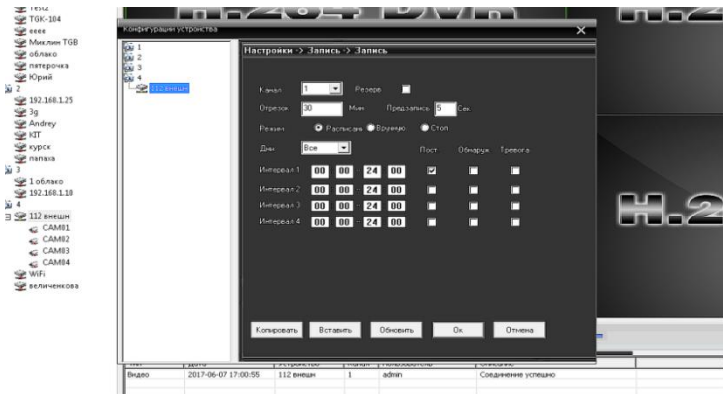 TGK-104
eeee
Миклин TGB
облако
пятерочка
Юрий
2
192.168.1.25
3g
Andrey
KIT
курск
папаха
3
1 облако
192.168.1.10
4
112 внешн
CAM01
CAM02
CAM03
CAM04
WiFi
величенкова
H.264 DVR
Конфигурации устройства
1
2
3
4
112 внешн
Настройки -> Запись -> Запись
Канал 1 Резерв
Отрезок 30 Мин Предзапись 5 Сек
Режим Расписан Вручную Стоп
Дни Все Пост Обнаруж Тревога
Интервал 1 00 00 - 24 00
Интервал 2 00 00 - 24 00
Интервал 3 00 00 - 24 00
Интервал 4 00 00 - 24 00
Копировать Вставить Обновить Ок Отмена
H.2
Видео 2017-06-07 17:00:55 112 внешн 1 admin Соединение успешно